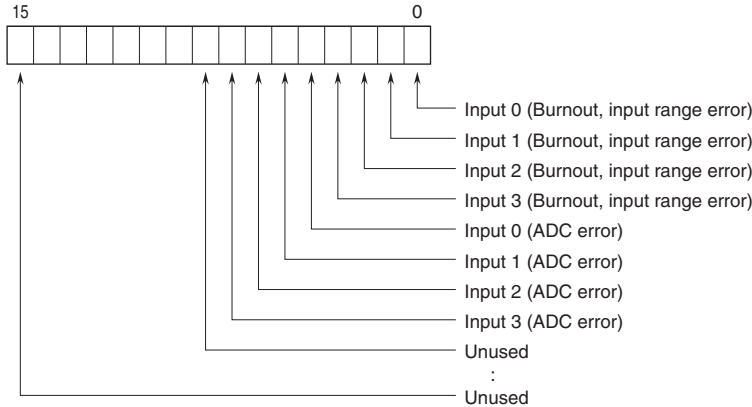 15 0
Input 0 (Burnout, input range error)
Input 1 (Burnout, input range error)
Input 2 (Burnout, input range error)
Input 3 (Burnout, input range error)
Input 0 (ADC error)
Input 1 (ADC error)
Input 2 (ADC error)
Input 3 (ADC error)
Unused
:
Unused